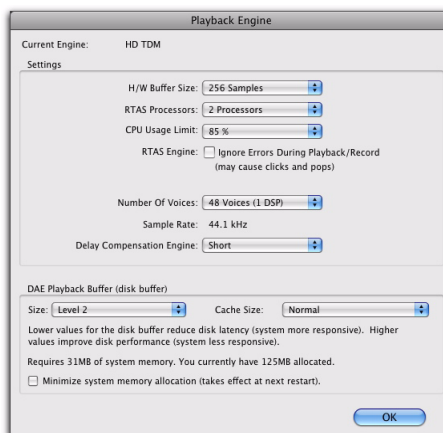 Playback Engine
Current Engine: HD TDM
Settings
H/W Buffer Size: 256 Samples
RTAS Processors: 2 Processors
CPU Usage Limit: 85 %
RTAS Engine: Ignore Errors During Playback/Record
(may cause clicks and pops)
Number Of Voices: 48 Voices (1 DSP)
Sample Rate: 44.1 kHz
Delay Compensation Engine: Short
DAE Playback Buffer (disk buffer)
Size: Level 2 Cache Size: Normal
Lower values for the disk buffer reduce disk latency (system more responsive). Higher
values improve disk performance (system less responsive).
Requires 31MB of system memory. You currently have 125MB allocated.
Minimize system memory allocation (takes effect at next restart).
OK